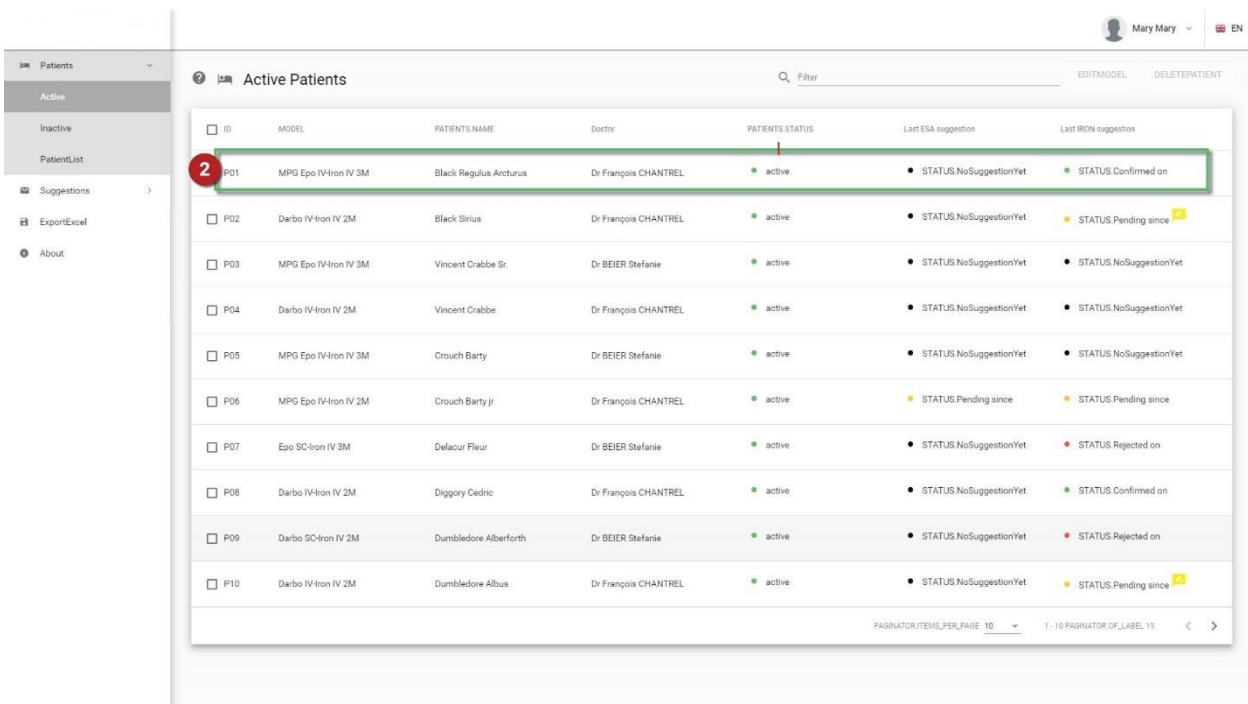 Mary Mary EN
Patients
Active
Inactive
PatientList
Suggestions
ExportExcel
About
Active Patients Filter EDITMODEL DELETEPATIENT
ID MODEL PATIENTS.NAME Doctor PATIENTS.STATUS Last ESA suggestion Last IRON suggestion
2 P01 MPG Epo IV-Iron IV 3M Black Regulus Arcturus Dr François CHANTREL active STATUS.NoSuggestionYet STATUS.Confirmed on
P02 Darbo IV-Iron IV 2M Black Sirius Dr François CHANTREL active STATUS.NoSuggestionYet STATUS.Pending since
P03 MPG Epo IV-Iron IV 3M Vincent Crabbe Sr. Dr BEIER Stefanie active STATUS.NoSuggestionYet STATUS.NoSuggestionYet
P04 Darbo IV-Iron IV 2M Vincent Crabbe Dr François CHANTREL active STATUS.NoSuggestionYet STATUS.NoSuggestionYet
P05 MPG Epo IV-Iron IV 3M Crouch Barty Dr BEIER Stefanie active STATUS.NoSuggestionYet STATUS.NoSuggestionYet
P06 MPG Epo IV-Iron IV 2M Crouch Barty jr Dr François CHANTREL active STATUS.Pending since STATUS.Pending since
P07 Epo SC-Iron IV 3M Delacur Fleur Dr BEIER Stefanie active STATUS.NoSuggestionYet STATUS.Rejected on
P08 Darbo IV-Iron IV 2M Diggory Cedric Dr François CHANTREL active STATUS.NoSuggestionYet STATUS.Confirmed on
P09 Darbo SC-Iron IV 2M Dumbledore Alberforth Dr BEIER Stefanie active STATUS.NoSuggestionYet STATUS.Rejected on
P10 Darbo IV-Iron IV 2M Dumbledore Albus Dr François CHANTREL active STATUS.NoSuggestionYet STATUS.Pending since
PAGINATOR.ITEMS_PER_PAGE 10 1 - 10 PAGINATOR.OF_LABEL 19